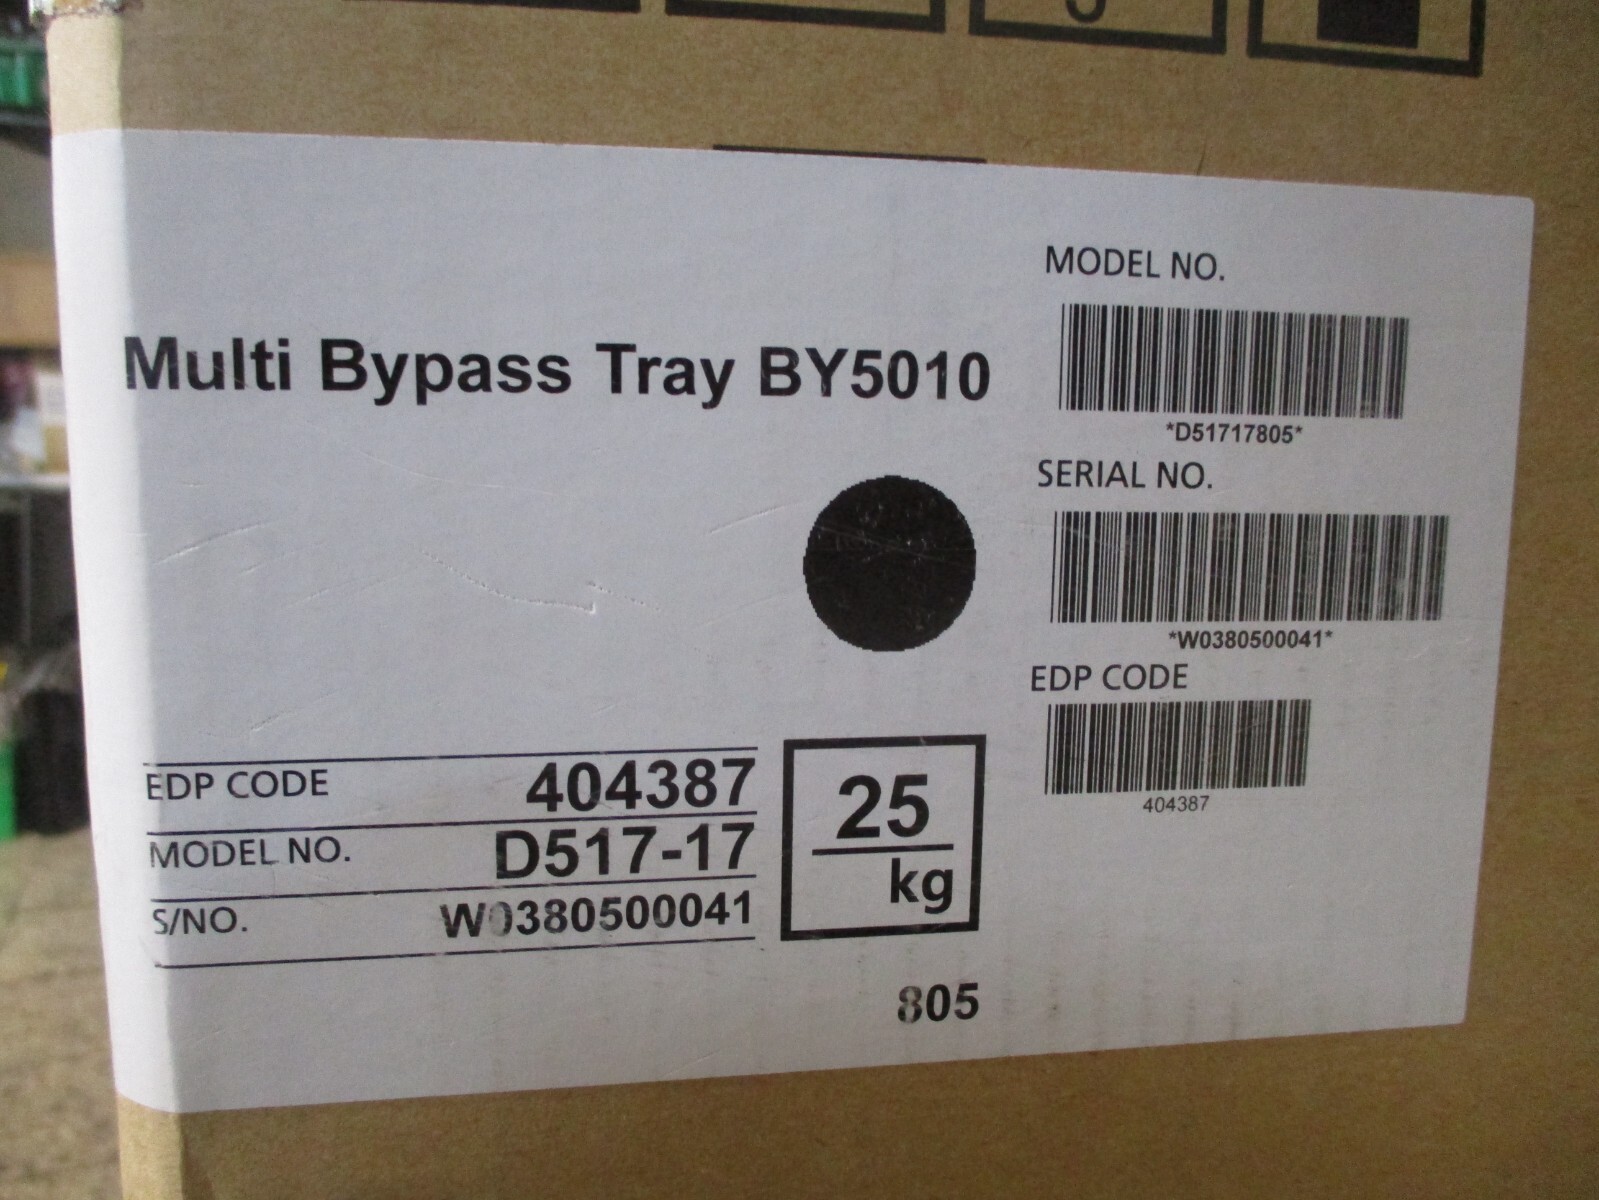 Multi Bypass Tray BY5010
MODEL NO.
*D51717805*
SERIAL NO.
*W0380500041*
EDP CODE
404387
EDP CODE 404387
MODEL NO. D517-17
S/NO. W0380500041
25
kg
805